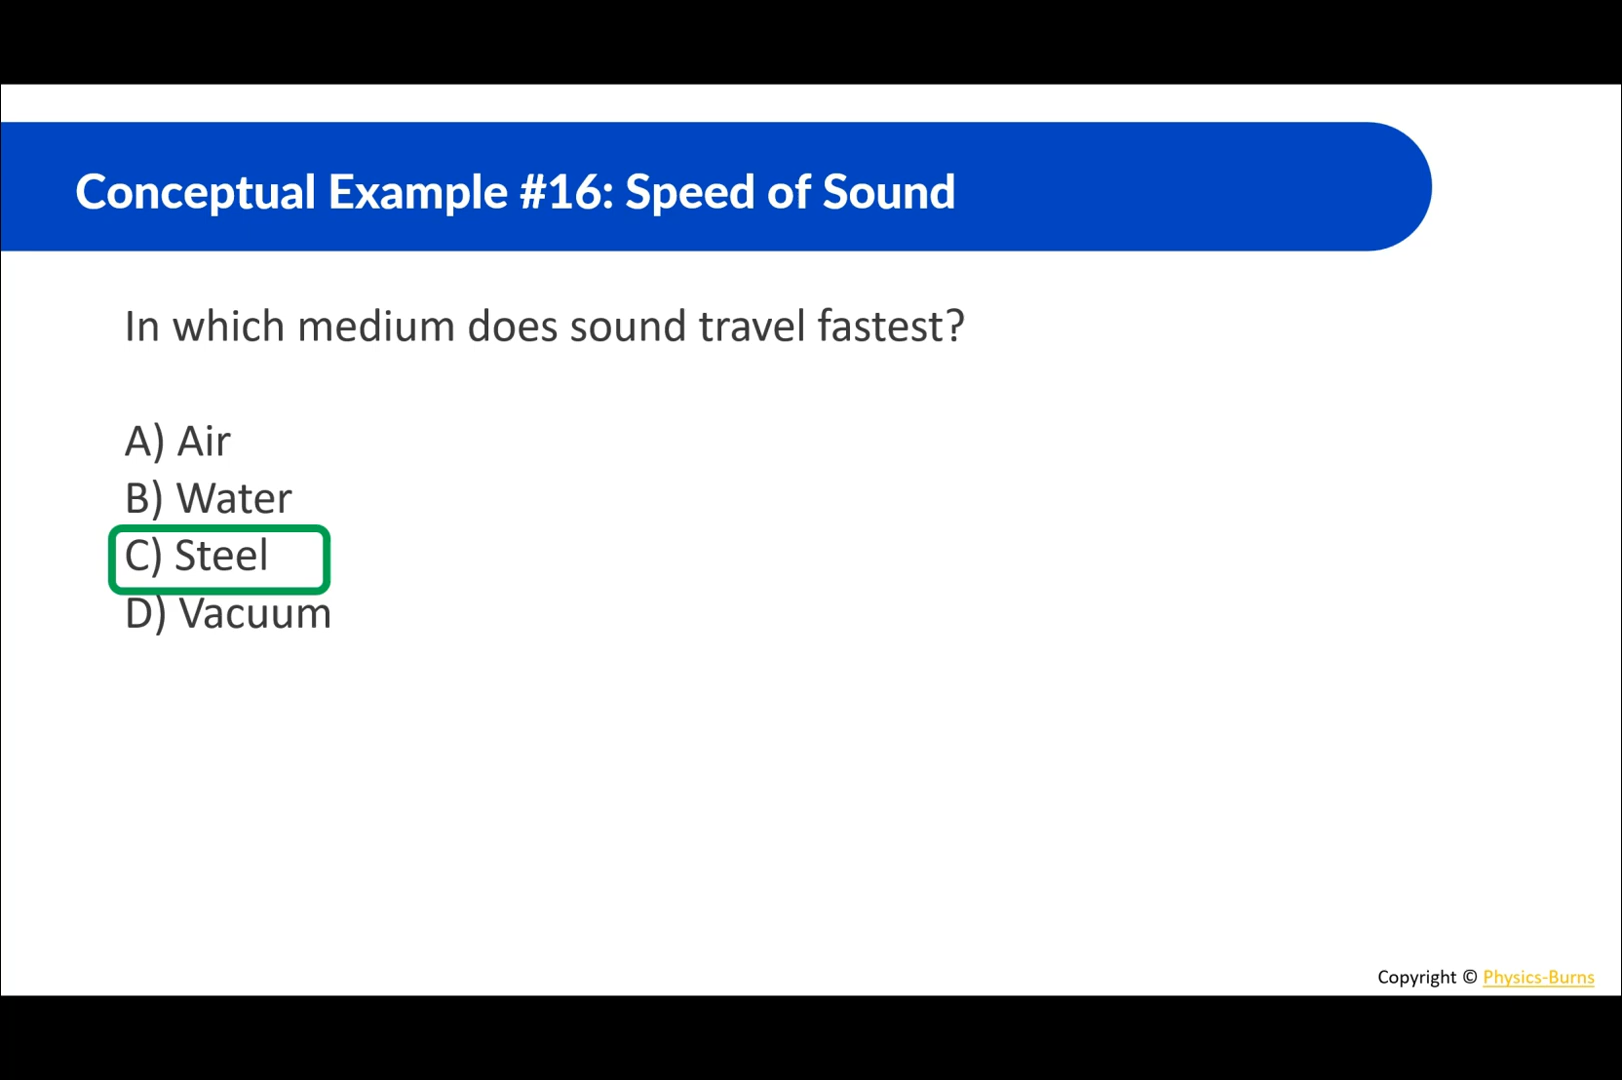 Conceptual Example #16: Speed of Sound
In which medium does sound travel fastest?
A) Air
B) Water
C) Steel
D) Vacuum
Copyright © Physics-Burns